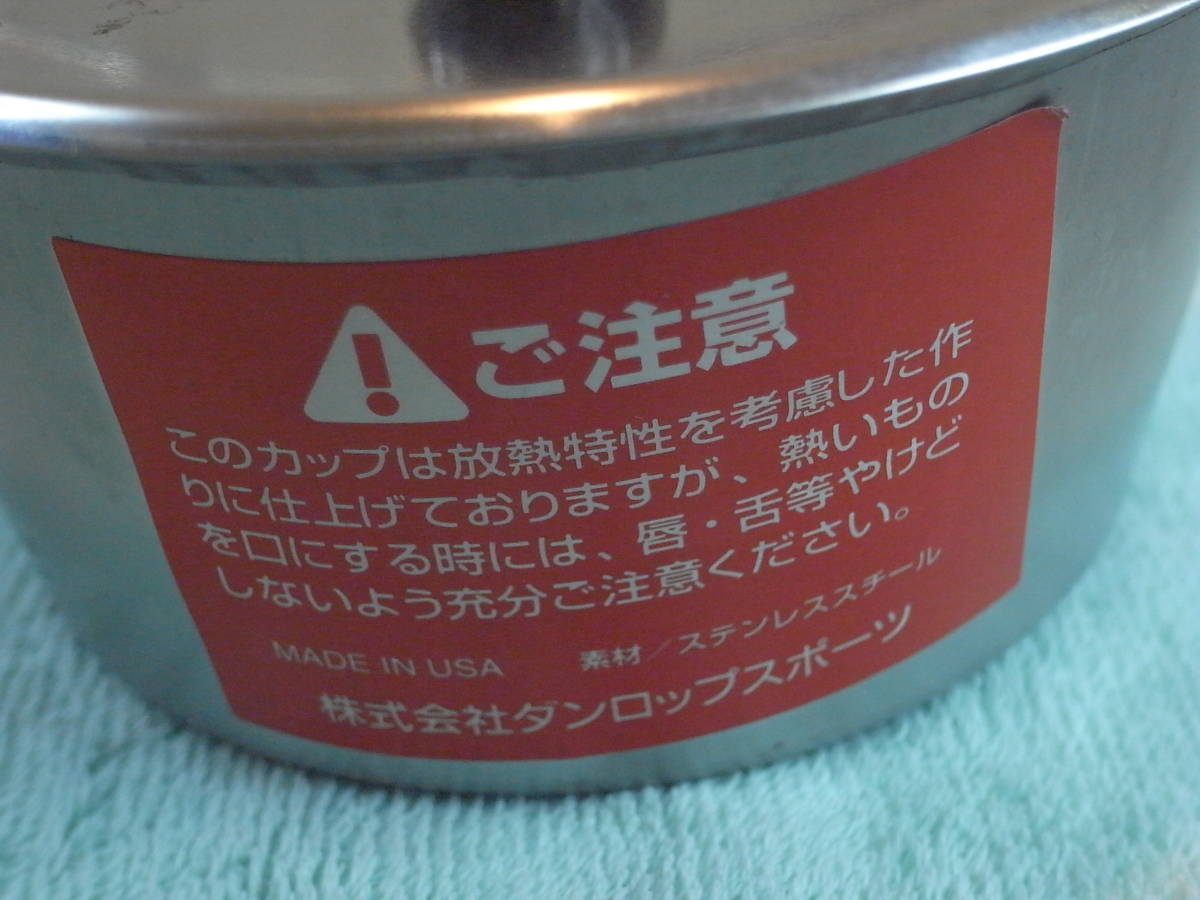 ご注意
このカップは放熱特性を考慮した作
りに仕上げておりますが、熱いもの
を口にする時には、唇・舌等やけど
しないよう充分ご注意ください。
MADE IN USA 素材/ステンレススチール
株式会社ダンロップスポーツ